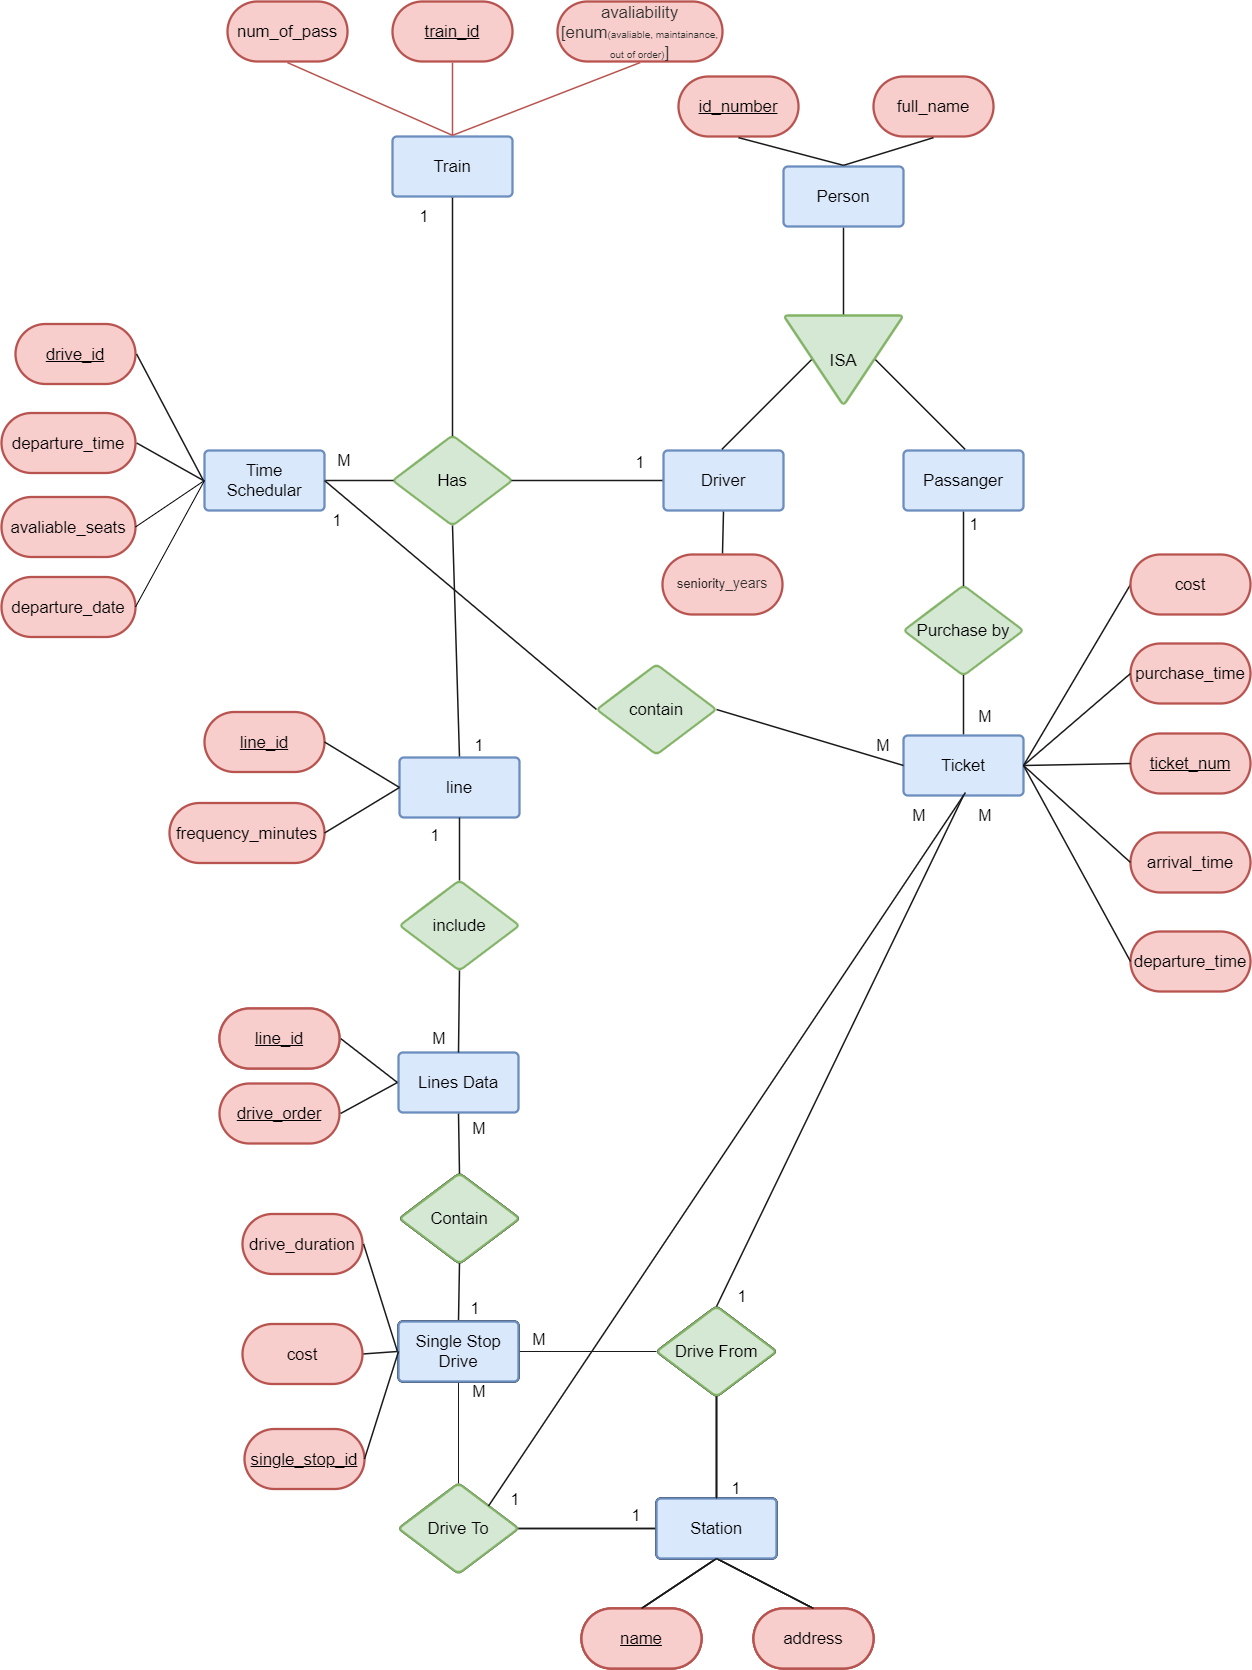 num_of_pass
train_id
avaliability
[enum(avaliable, maintainance,
out of order)]
id_number
full_name
Train
Person
1
ISA
drive_id
departure_time
avaliable_seats
departure_date
Time
Schedular
M
1
Has
1
Driver
Passanger
1
seniority_years
Purchase by
cost
purchase_time
ticket_num
arrival_time
departure_time
contain
M
M
Ticket
M
M
line_id
frequency_minutes
1
line
1
include
line_id
drive_order
M
Lines Data
M
Contain
drive_duration
cost
single_stop_id
1
Single Stop
Drive
M
M
Drive From
1
Drive To
1
1
1
Station
name
address